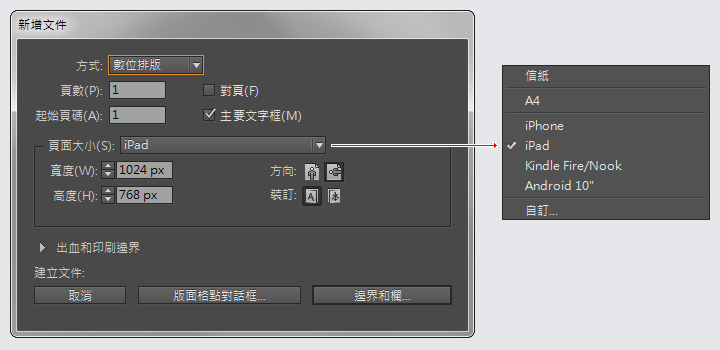 新增文件
方式: 數位排版
頁數(P): 1 對頁(F)
起始頁碼(A): 1 主要文字框(M)
頁面大小(S): iPad
寬度(W): 1024 px 方向:
高度(H): 768 px 裝訂:
出血和印刷邊界
建立文件:
取消 版面格點對話框... 邊界和欄...
信紙
A4
iPhone
iPad
Kindle Fire/Nook
Android 10"
自訂...